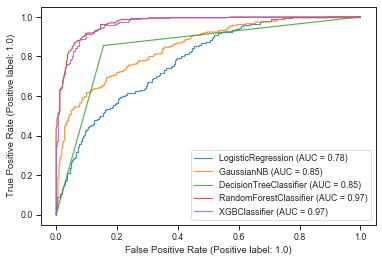 1.0
0.8
0.6
0.4
0.2
0.0
True Positive Rate (Positive label: 1.0)
LogisticRegression (AUC = 0.78)
GaussianNB (AUC = 0.85)
DecisionTreeClassifier (AUC = 0.85)
RandomForestClassifier (AUC = 0.97)
XGBClassifier (AUC = 0.97)
0.0 0.2 0.4 0.6 0.8 1.0
False Positive Rate (Positive label: 1.0)